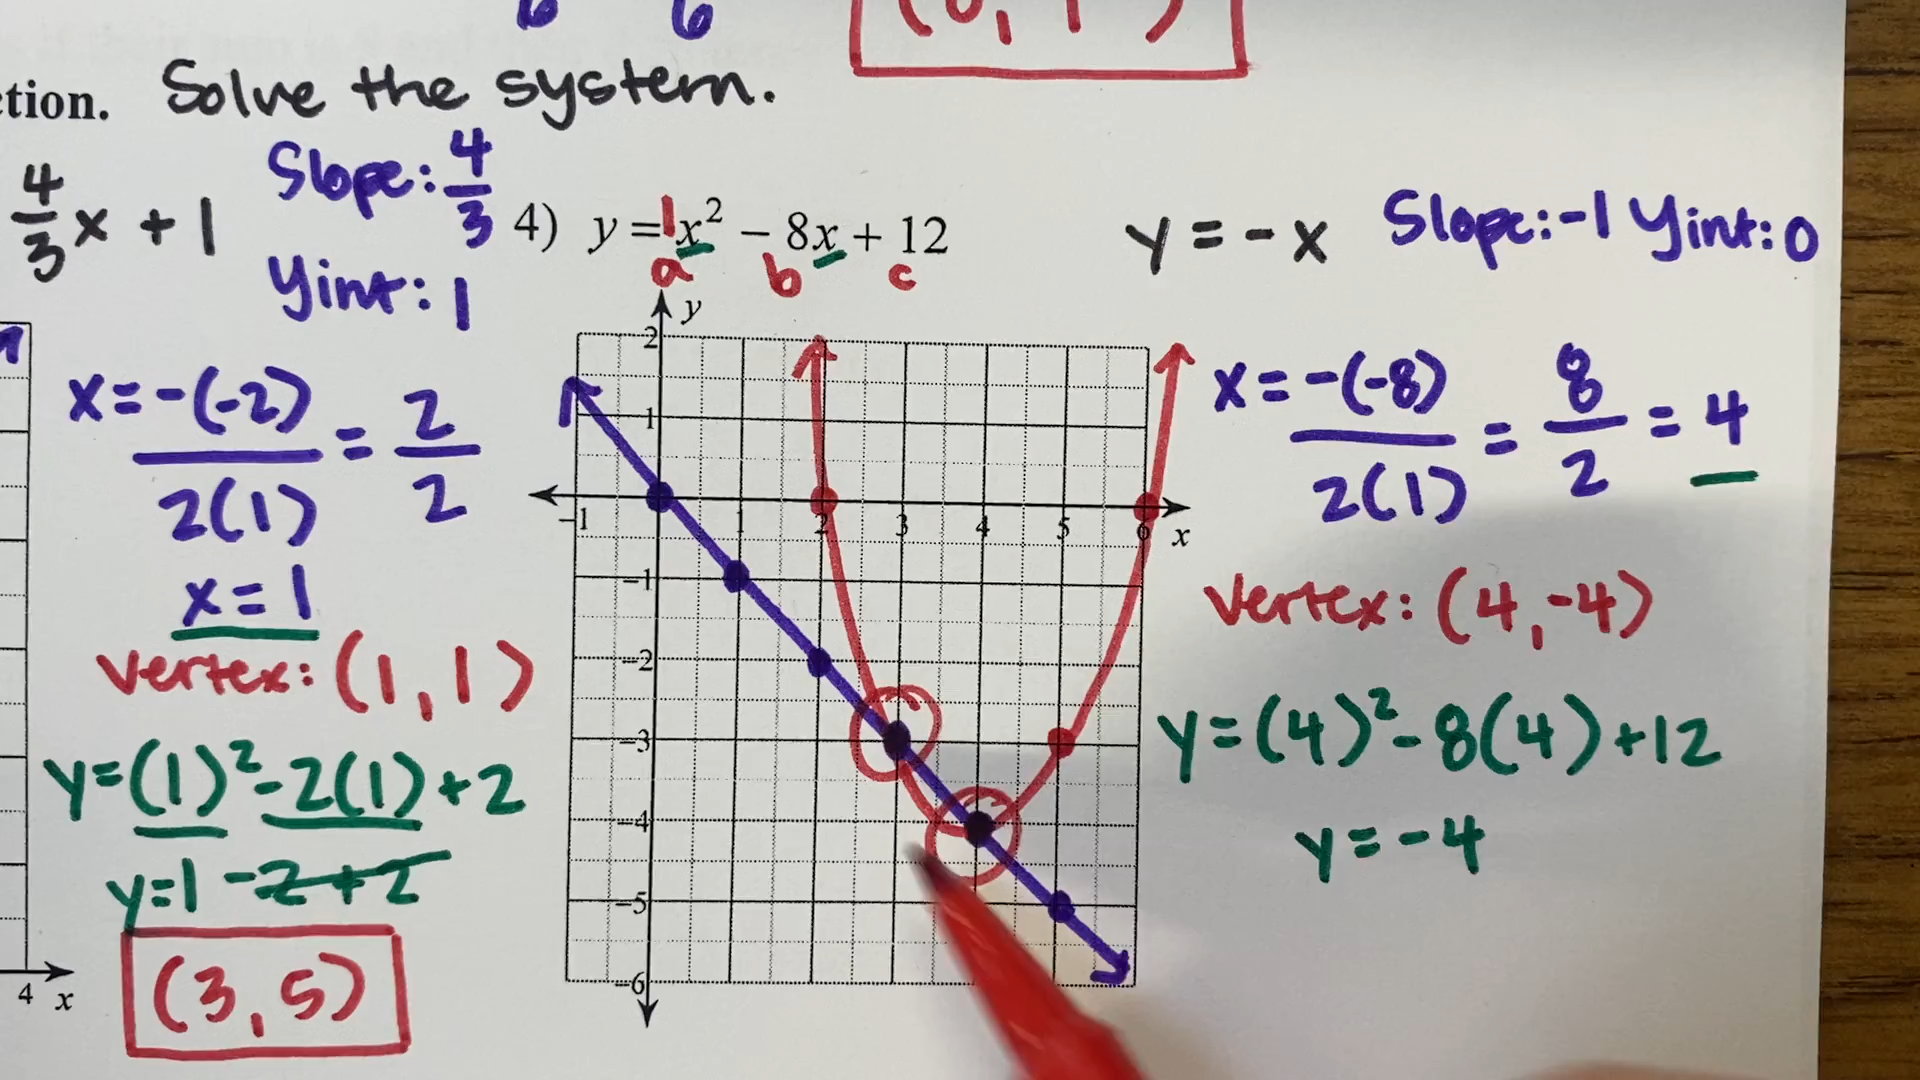 6 6
(0, 1)
ction. Solve the system.
4/3 x + 1
Slope: 4/3
Yint: 1
4) y = 1x² − 8x + 12
a b c
y = -x Slope: -1 Yint: 0
x = -(-2) / 2(1) = 2/2
x = 1
Vertex: (1, 1)
y = (1)² - 2(1) + 2
y = 1 - 2 + 2
(3, 5)
4 x
y
2
1
-1 1 2 3 4 5 6 x
-1
-2
-3
-4
-5
-6
x = -(-8) / 2(1) = 8/2 = 4
Vertex: (4, -4)
y = (4)² - 8(4) + 12
y = -4